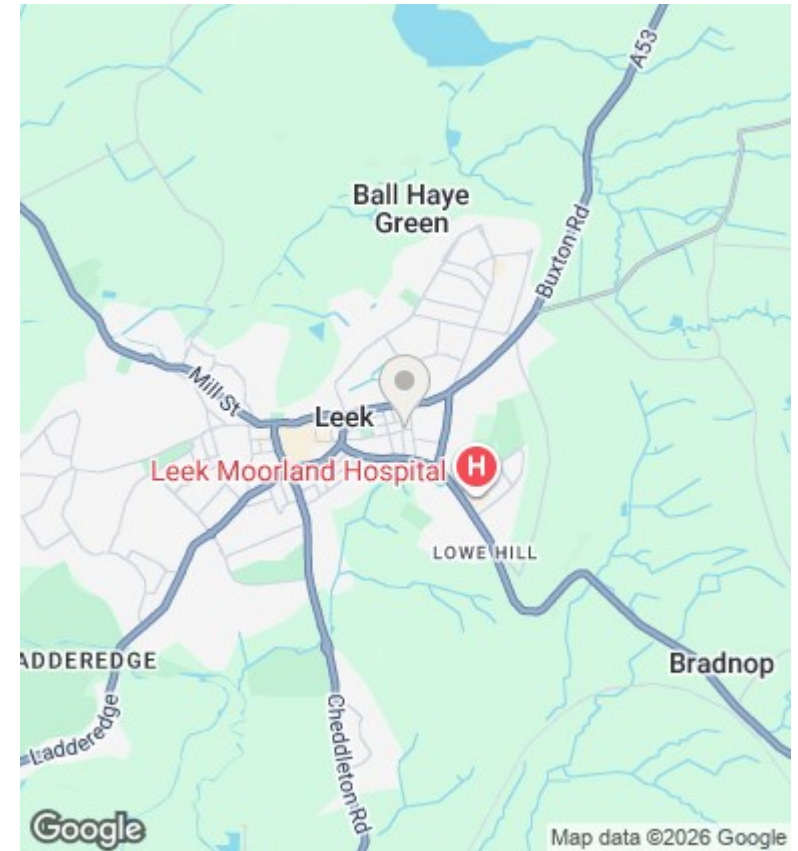 A53
Ball Haye
Green
Buxton Rd
Mill St
Leek
Leek Moorland Hospital
H
LOWE HILL
ADDEREDGE
Bradnop
Ladderedge
Cheddleton Rd
Google
Map data ©2026 Google